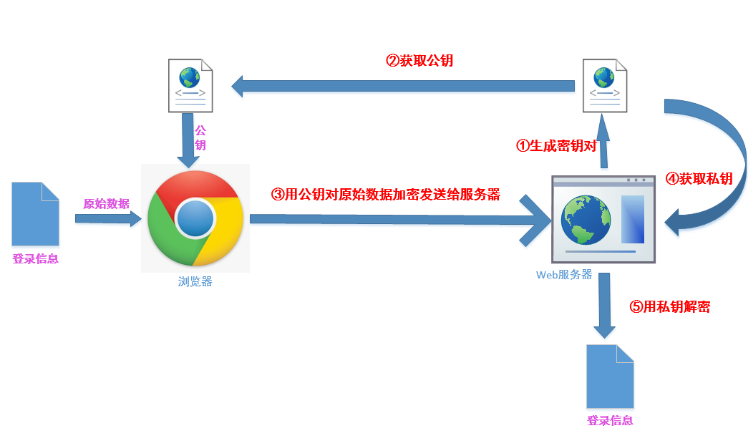 ②获取公钥
公
钥
①生成密钥对
④获取私钥
③用公钥对原始数据加密发送给服务器
原始数据
登录信息
浏览器
Web服务器
⑤用私钥解密
登录信息